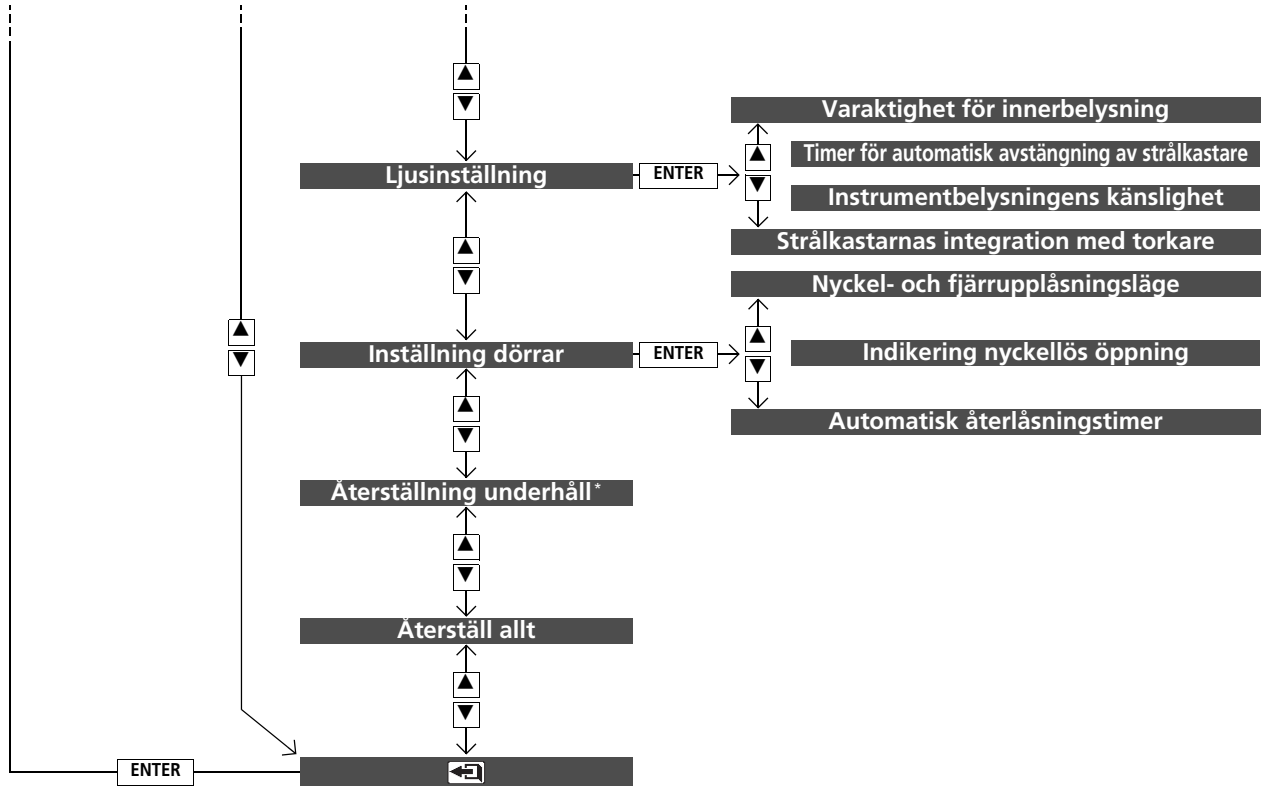 Varaktighet för innerbelysning
Timer för automatisk avstängning av strålkastare
Ljusinställning
ENTER
Instrumentbelysningens känslighet
Strålkastarnas integration med torkare
Nyckel- och fjärrupplåsningsläge
Inställning dörrar
ENTER
Indikering nyckellös öppning
Automatisk återlåsningstimer
Återställning underhåll*
Återställ allt
ENTER